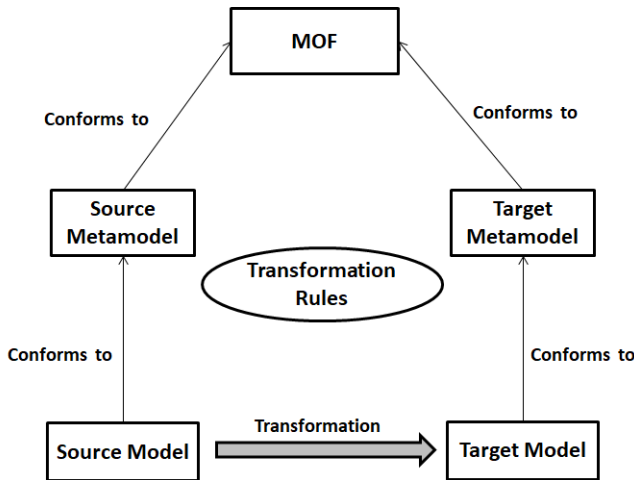 MOF
Conforms to
Conforms to
Source
Metamodel
Target
Metamodel
Transformation
Rules
Conforms to
Conforms to
Transformation
Source Model
Target Model